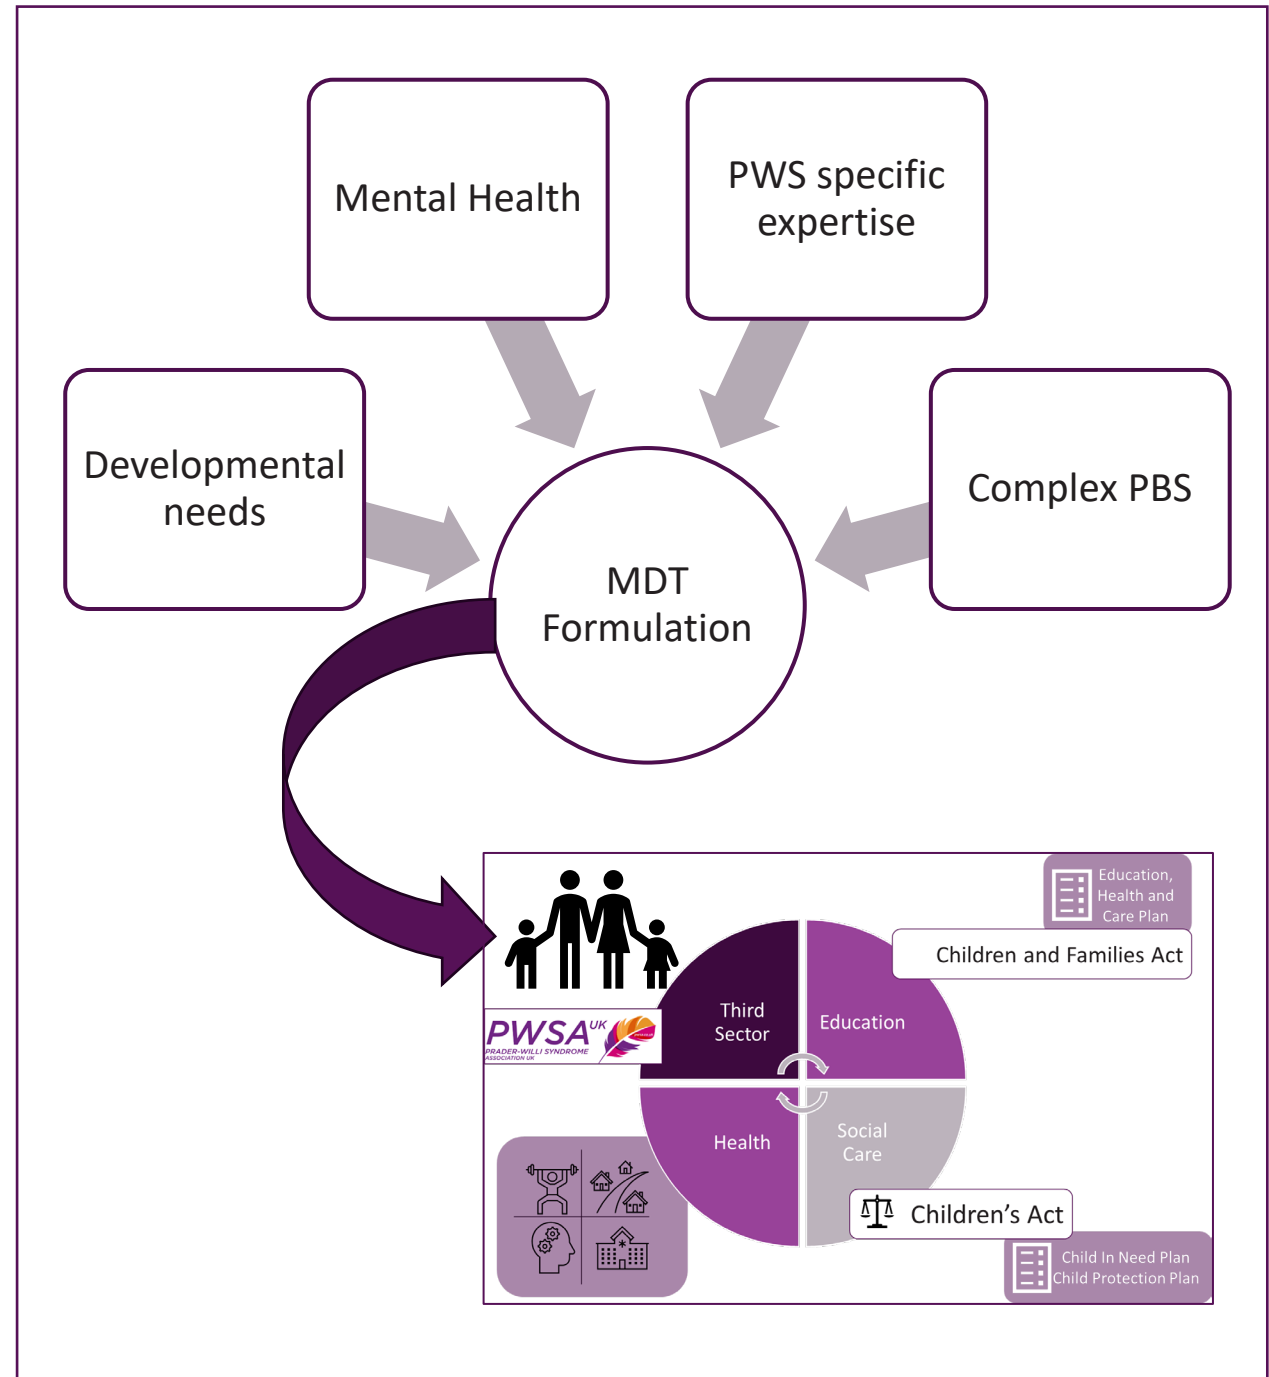 Mental Health
PWS specific
expertise
Developmental
needs
Complex PBS
MDT
Formulation
Education,
Health and
Care Plan
Children and Families Act
Third
Sector
Education
PWSA UK
PRADER-WILLI SYNDROME
ASSOCIATION UK
Health
Social
Care
Children's Act
Child In Need Plan
Child Protection Plan